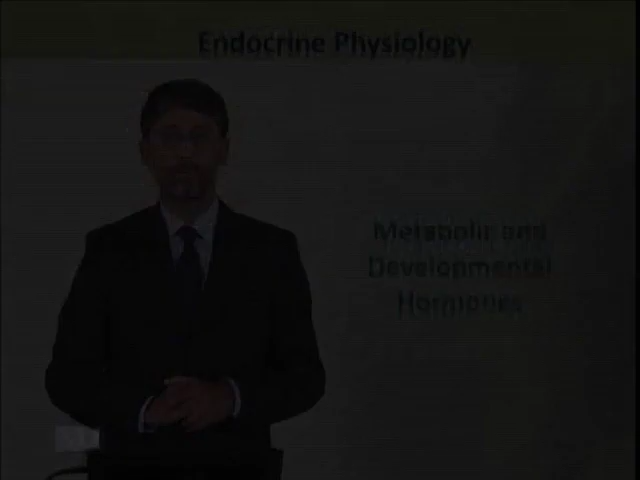 Endocrine Physiology
Metabolic and
Developmental
Hormones